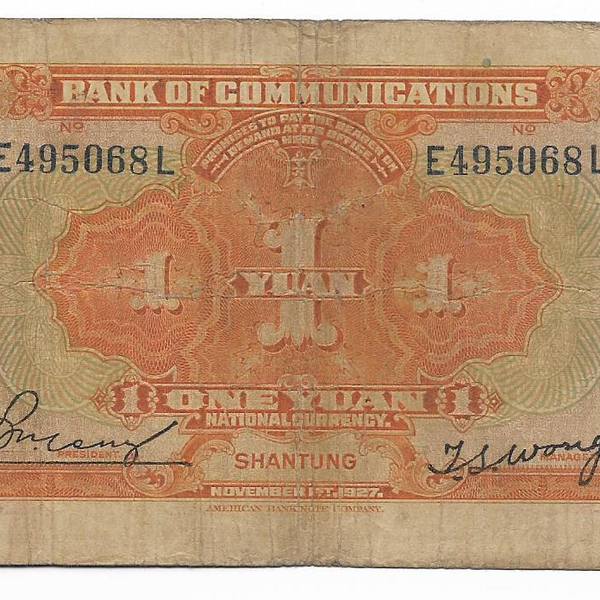 BANK OF COMMUNICATIONS
No No
E495068L E495068L
PROMISES TO PAY THE BEARER ON
DEMAND AT ITS OFFICE
HERE
1 1 1
YUAN
1 ONE YUAN 1
NATIONAL CURRENCY.
T.S. Wong
PRESIDENT. MANAGER
SHANTUNG
NOVEMBER 1ST. 1927.
AMERICAN BANK NOTE COMPANY.